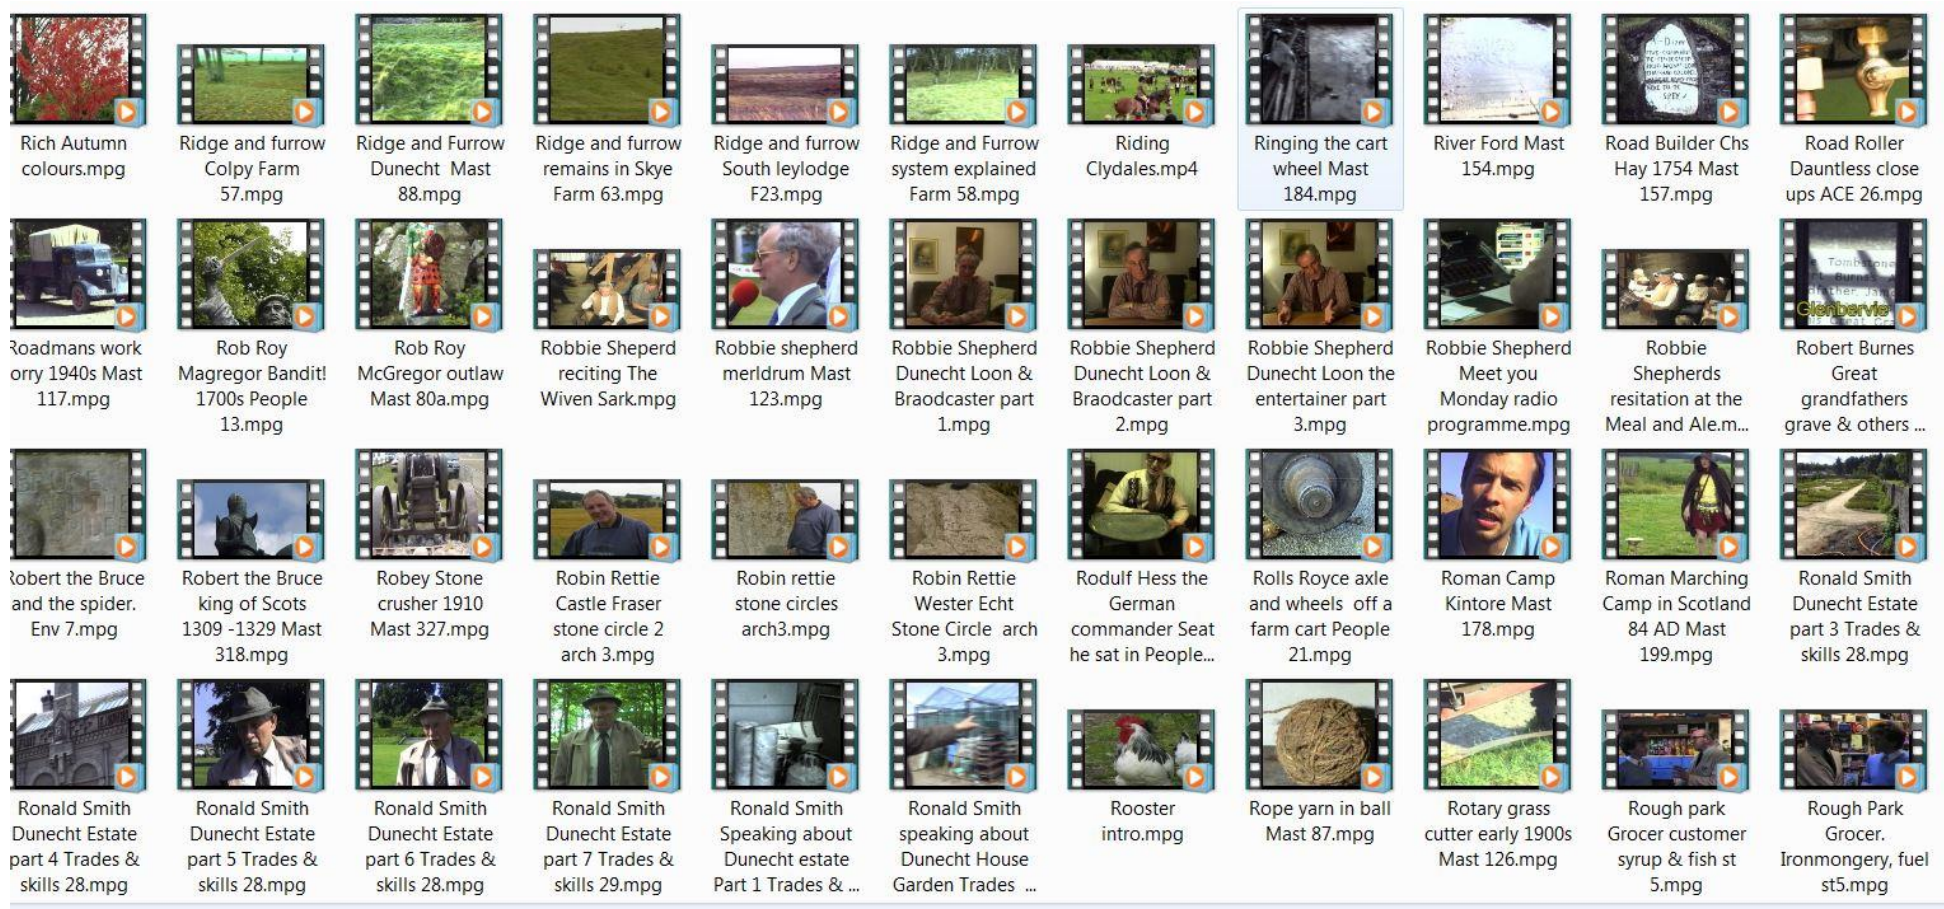 Rich Autumn
colours.mpg
Ridge and furrow
Colpy Farm
57.mpg
Ridge and Furrow
Dunecht Mast
88.mpg
Ridge and furrow
remains in Skye
Farm 63.mpg
Ridge and furrow
South leylodge
F23.mpg
Ridge and Furrow
system explained
Farm 58.mpg
Riding
Clydales.mp4
Ringing the cart
wheel Mast
184.mpg
River Ford Mast
154.mpg
Road Builder Chs
Hay 1754 Mast
157.mpg
Road Roller
Dauntless close
ups ACE 26.mpg
Roadmans work
orry 1940s Mast
117.mpg
Rob Roy
Magregor Bandit!
1700s People
13.mpg
Rob Roy
McGregor outlaw
Mast 80a.mpg
Robbie Sheperd
reciting The
Wiven Sark.mpg
Robbie shepherd
merldrum Mast
123.mpg
Robbie Shepherd
Dunecht Loon &
Braodcaster part
1.mpg
Robbie Shepherd
Dunecht Loon &
Braodcaster part
2.mpg
Robbie Shepherd
Dunecht Loon the
entertainer part
3.mpg
Robbie Shepherd
Meet you
Monday radio
programme.mpg
Robbie
Shepherds
resitation at the
Meal and Ale.m...
Glenbervie
Robert Burnes
Great
grandfathers
grave & others ...
Robert the Bruce
and the spider.
Env 7.mpg
Robert the Bruce
king of Scots
1309 -1329 Mast
318.mpg
Robey Stone
crusher 1910
Mast 327.mpg
Robin Rettie
Castle Fraser
stone circle 2
arch 3.mpg
Robin rettie
stone circles
arch3.mpg
Robin Rettie
Wester Echt
Stone Circle arch
3.mpg
Rodulf Hess the
German
commander Seat
he sat in People...
Rolls Royce axle
and wheels off a
farm cart People
21.mpg
Roman Camp
Kintore Mast
178.mpg
Roman Marching
Camp in Scotland
84 AD Mast
199.mpg
Ronald Smith
Dunecht Estate
part 3 Trades &
skills 28.mpg
Ronald Smith
Dunecht Estate
part 4 Trades &
skills 28.mpg
Ronald Smith
Dunecht Estate
part 5 Trades &
skills 28.mpg
Ronald Smith
Dunecht Estate
part 6 Trades &
skills 28.mpg
Ronald Smith
Dunecht Estate
part 7 Trades &
skills 29.mpg
Ronald Smith
Speaking about
Dunecht estate
Part 1 Trades & ...
Ronald Smith
speaking about
Dunecht House
Garden Trades ...
Rooster
intro.mpg
Rope yarn in ball
Mast 87.mpg
Rotary grass
cutter early 1900s
Mast 126.mpg
Rough park
Grocer customer
syrup & fish st
5.mpg
Rough Park
Grocer.
Ironmongery, fuel
st5.mpg